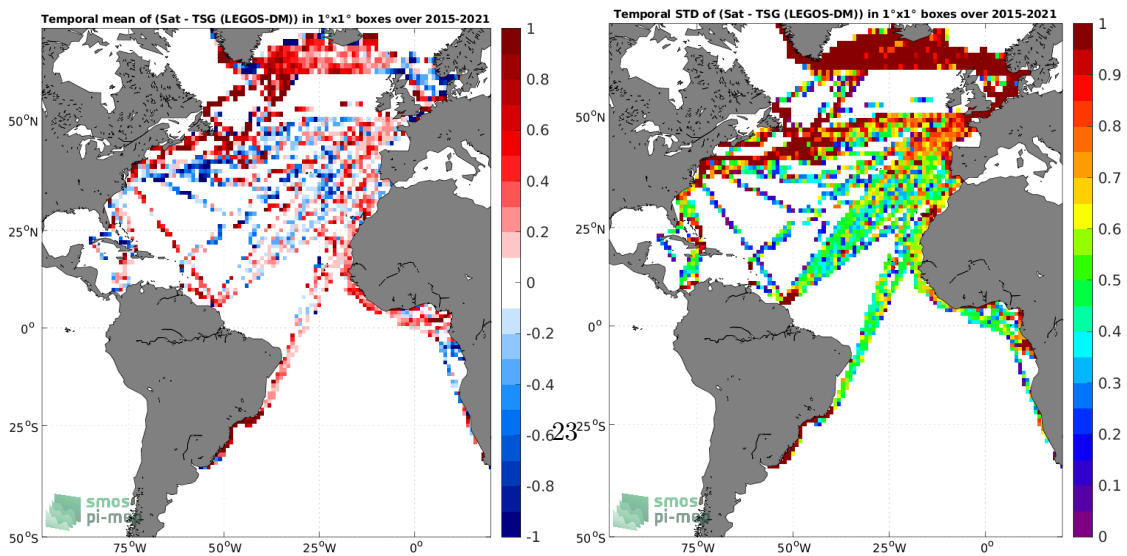 Temporal mean of (Sat - TSG (LEGOS-DM)) in 1°x1° boxes over 2015-2021
50°N
25°N
0°
25°S
50°S
75°W
50°W
25°W
0°
1
0.8
0.6
0.4
0.2
0
-0.2
-0.4
-0.6
-0.8
-1
smos
pi-mep
23
Temporal STD of (Sat - TSG (LEGOS-DM)) in 1°x1° boxes over 2015-2021
50°N
25°N
0°
25°S
50°S
75°W
50°W
25°W
0°
1
0.9
0.8
0.7
0.6
0.5
0.4
0.3
0.2
0.1
0
smos
pi-mep